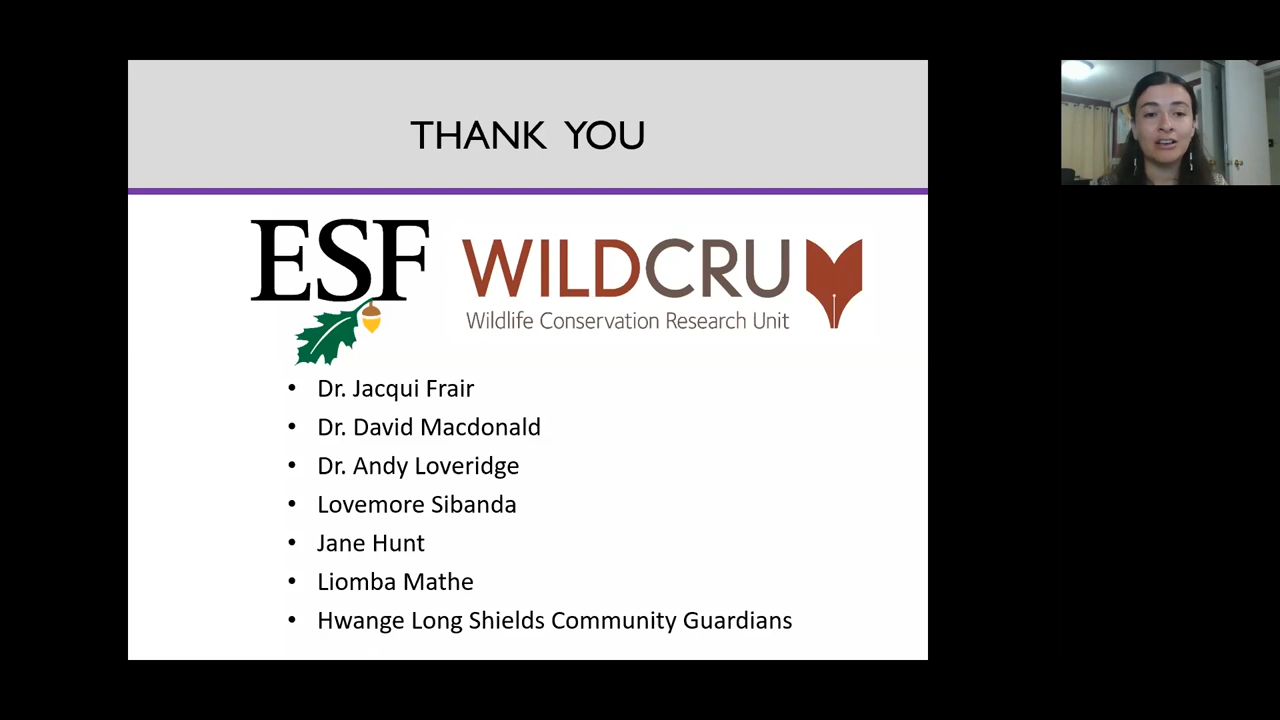 THANK YOU
ESF
WILDCRU
Wildlife Conservation Research Unit
• Dr. Jacqui Frair
• Dr. David Macdonald
• Dr. Andy Loveridge
• Lovemore Sibanda
• Jane Hunt
• Liomba Mathe
• Hwange Long Shields Community Guardians